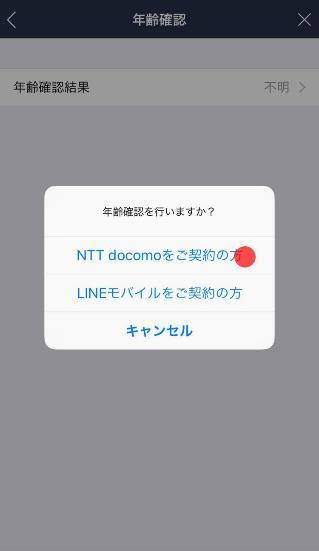 年齢確認
年齢確認結果 不明
年齢確認を行いますか？
NTT docomoをご契約の方
LINEモバイルをご契約の方
キャンセル